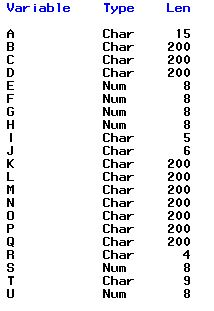 Variable Type Len
A Char 15
B Char 200
C Char 200
D Char 200
E Num 8
F Num 8
G Num 8
H Num 8
I Char 5
J Char 6
K Char 200
L Char 200
M Char 200
N Char 200
O Char 200
P Char 200
Q Char 200
R Char 4
S Num 8
T Char 9
U Num 8